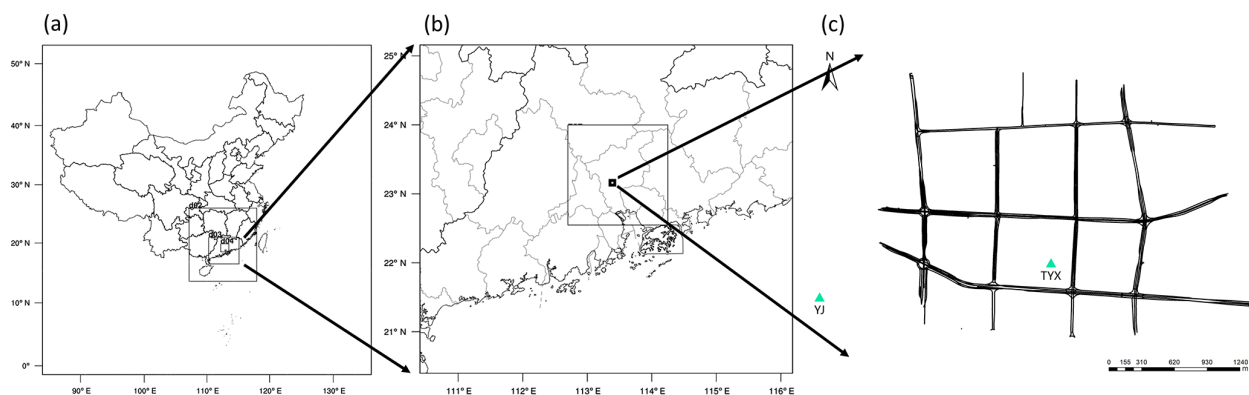 (a)
(b)
(c)
50° N
40° N
30° N
20° N
10° N
0°
90° E
100° E
110° E
120° E
130° E
d02
d03
d04
25° N
24° N
23° N
22° N
21° N
111° E
112° E
113° E
114° E
115° E
116° E
N
YJ
TYX
0 155 310 620 930 1240
m